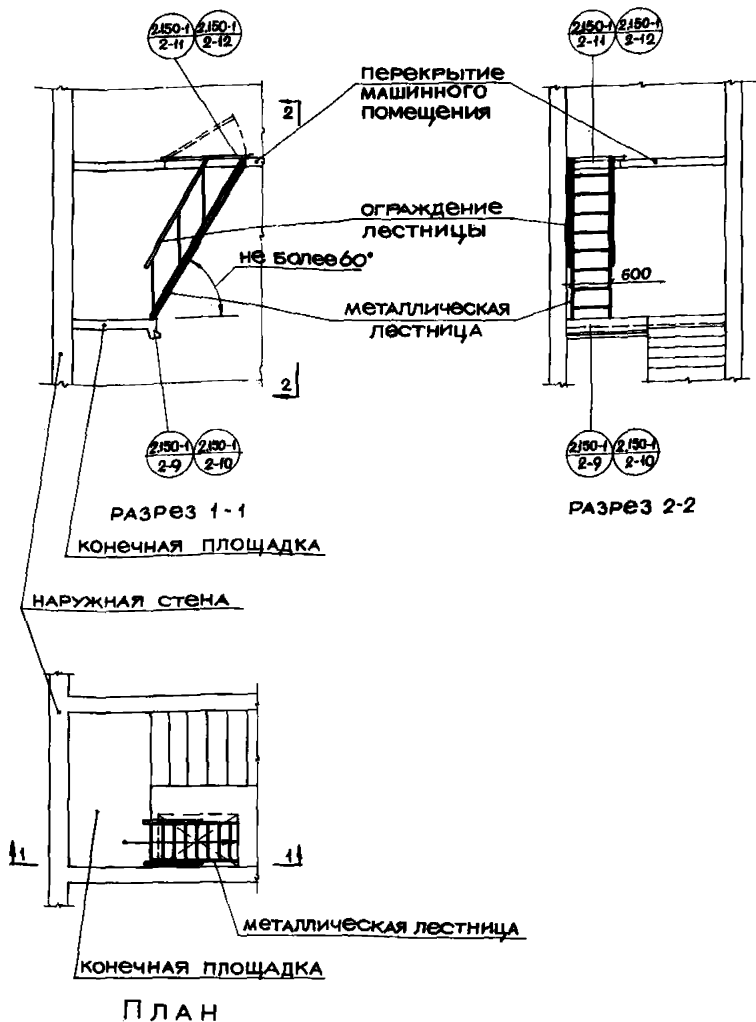 2.150-1 2.150-1
2-11 2-12
2.150-1 2.150-1
2-11 2-12
ПЕРЕКРЫТИЕ
МАШИННОГО
ПОМЕЩЕНИЯ
2
ОГРАЖДЕНИЕ
ЛЕСТНИЦЫ
НЕ БОЛЕЕ 60°
600
МЕТАЛЛИЧЕСКАЯ
ЛЕСТНИЦА
2
2.150-1 2.150-1
2-9 2-10
2.150-1 2.150-1
2-9 2-10
РАЗРЕЗ 1-1
РАЗРЕЗ 2-2
КОНЕЧНАЯ ПЛОЩАДКА
НАРУЖНАЯ СТЕНА
1
1
МЕТАЛЛИЧЕСКАЯ ЛЕСТНИЦА
КОНЕЧНАЯ ПЛОЩАДКА
ПЛАН